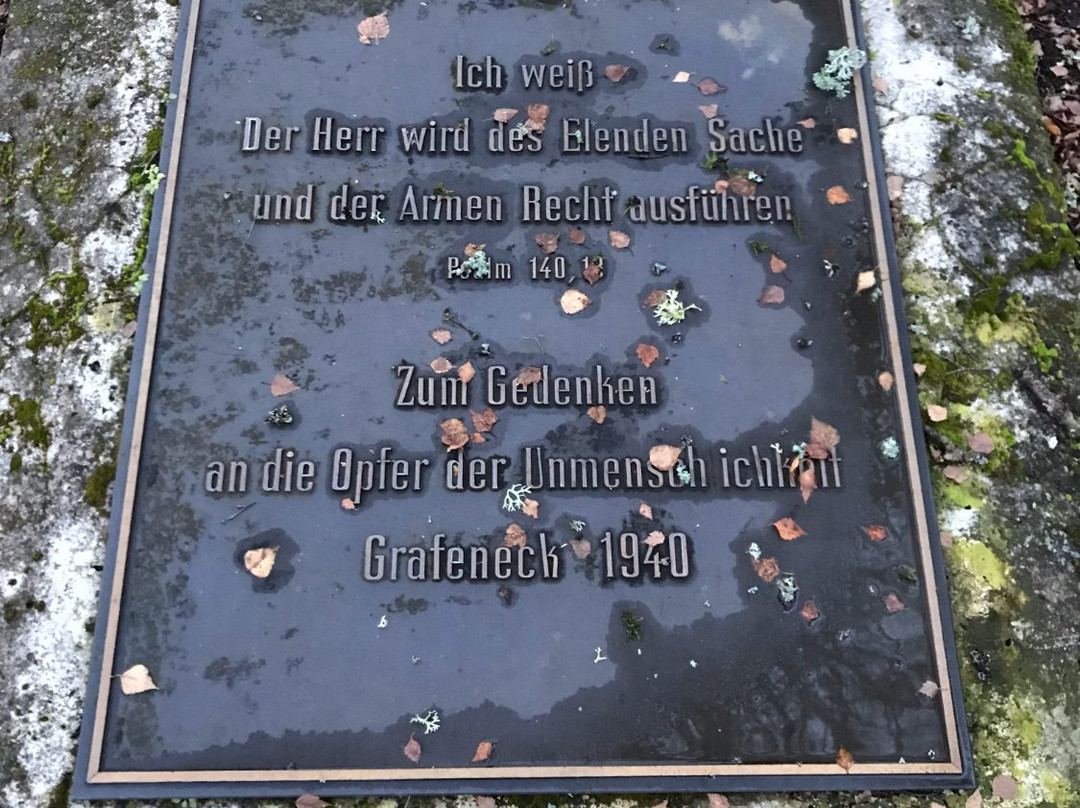 Ich weiß
Der Herr wird des Elenden Sache
und der Armen Recht ausführen
Psalm 140,13
Zum Gedenken
an die Opfer der Unmenschichkeit
Grafeneck 1940